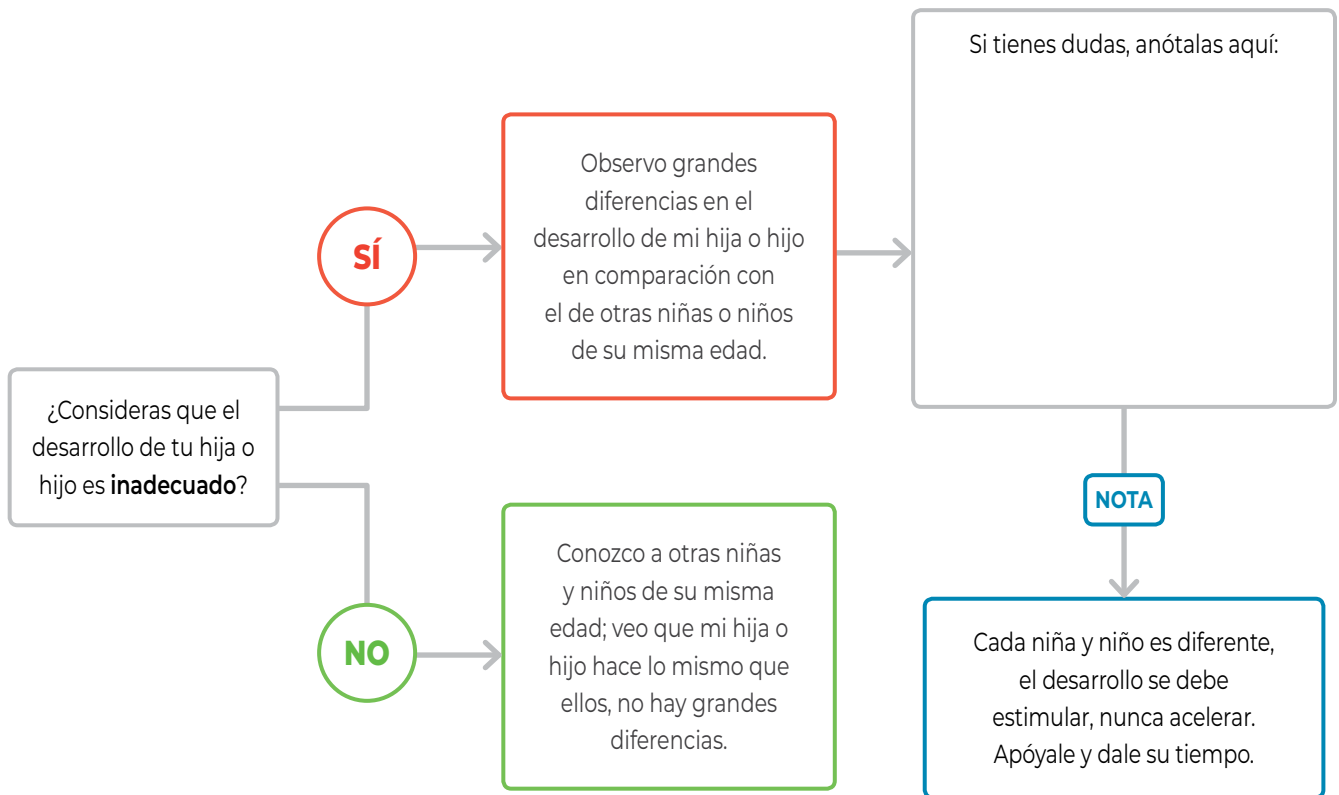 ¿Consideras que el
desarrollo de tu hija o
hijo es inadecuado?
SÍ
Observo grandes
diferencias en el
desarrollo de mi hija o hijo
en comparación con
el de otras niñas o niños
de su misma edad.
Si tienes dudas, anótalas aquí:
NOTA
Cada niña y niño es diferente,
el desarrollo se debe
estimular, nunca acelerar.
Apóyale y dale su tiempo.
NO
Conozco a otras niñas
y niños de su misma
edad; veo que mi hija o
hijo hace lo mismo que
ellos, no hay grandes
diferencias.